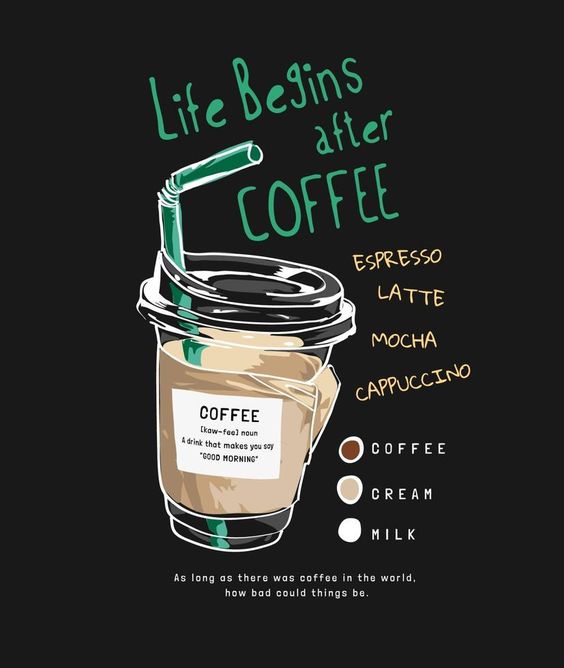 Life Begins
after
COFFEE
ESPRESSO
LATTE
MOCHA
CAPPUCCINO
COFFEE
[kaw-fee] noun
A drink that makes you say
"GOOD MORNING"
COFFEE
CREAM
MILK
As long as there was coffee in the world,
how bad could things be.